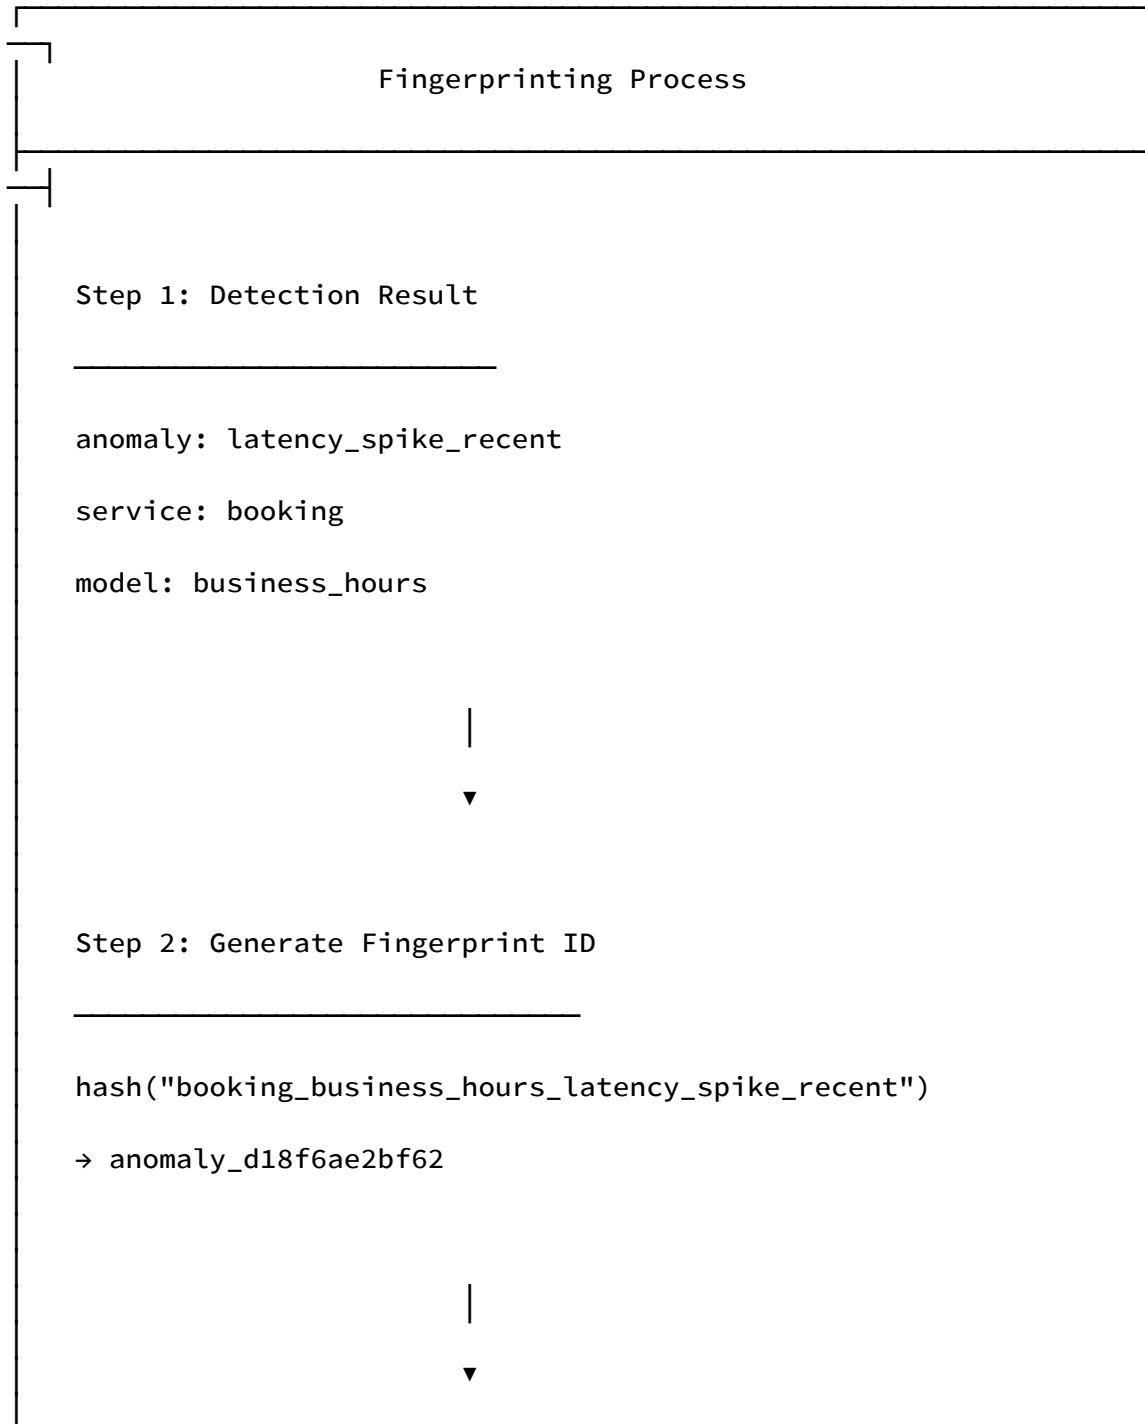 Fingerprinting Process
Step 1: Detection Result
anomaly: latency_spike_recent
service: booking
model: business_hours
▼
Step 2: Generate Fingerprint ID
hash("booking_business_hours_latency_spike_recent")
→ anomaly_d18f6ae2bf62
▼